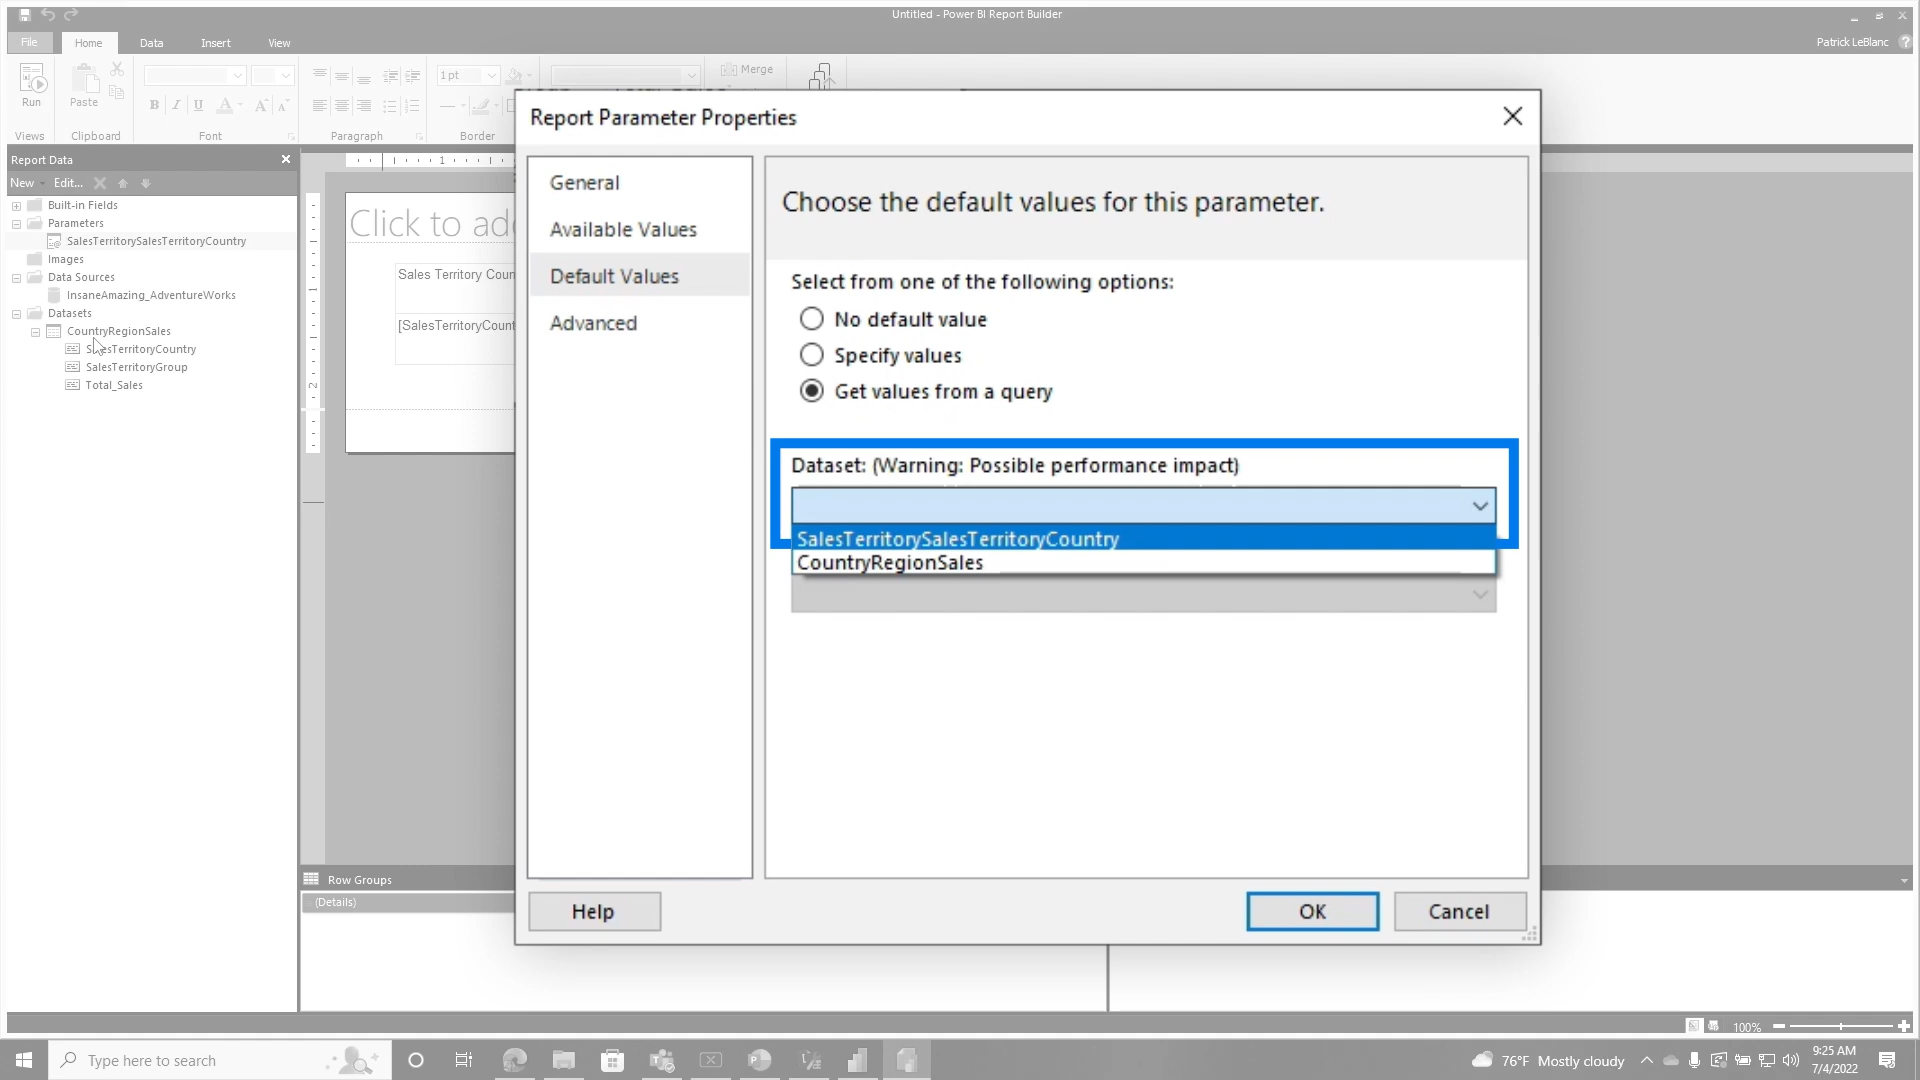 Untitled - Power BI Report Builder
File
Home
Data
Insert
View
Patrick LeBlanc
Run
Paste
1pt
Merge
B I U
Views
Clipboard
Font
Paragraph
Border
Report Data
New
Edit...
Built-in Fields
Parameters
SalesTerritorySalesTerritoryCountry
Images
Data Sources
InsaneAmazing_AdventureWorks
Datasets
CountryRegionSales
SalesTerritoryGroup
Total_Sales
1
1
2
Click to add
Sales Territory Coun
[SalesTerritoryCount
Row Groups
(Details)
Report Parameter Properties
General
Available Values
Default Values
Advanced
Choose the default values for this parameter.
Select from one of the following options:
No default value
Specify values
Get values from a query
Dataset: (Warning: Possible performance impact)
SalesTerritorySalesTerritoryCountry
CountryRegionSales
Help
OK
Cancel
100%
Type here to search
76°F Mostly cloudy
9:25 AM
7/4/2022